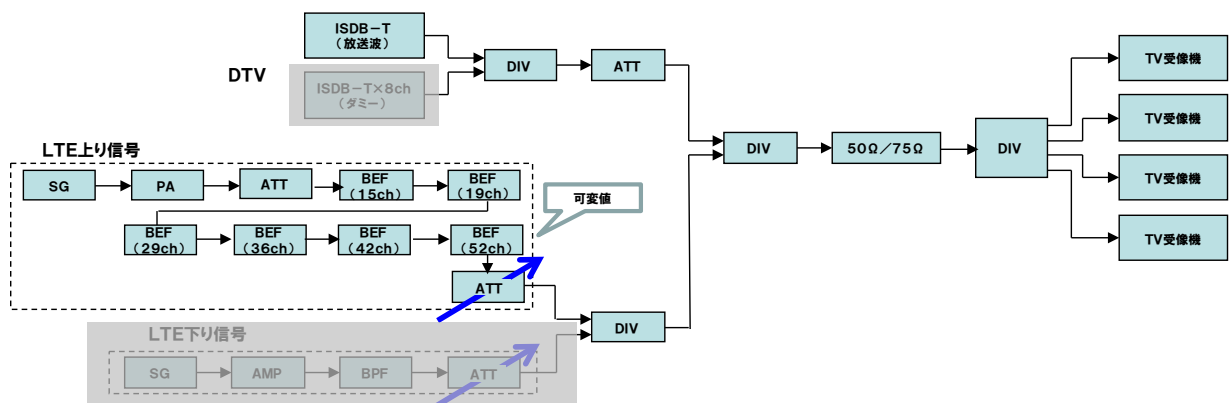 ISDB-T
(放送波)
DTV
DIV
ATT
ISDB-T×8ch
(ダミー)
TV受像機
TV受像機
TV受像機
TV受像機
DIV
50Ω/75Ω
DIV
LTE上り信号
SG
PA
ATT
BEF
(15ch)
BEF
(19ch)
可変値
BEF
(29ch)
BEF
(36ch)
BEF
(42ch)
BEF
(52ch)
ATT
DIV
LTE下り信号
SG
AMP
BPF
ATT